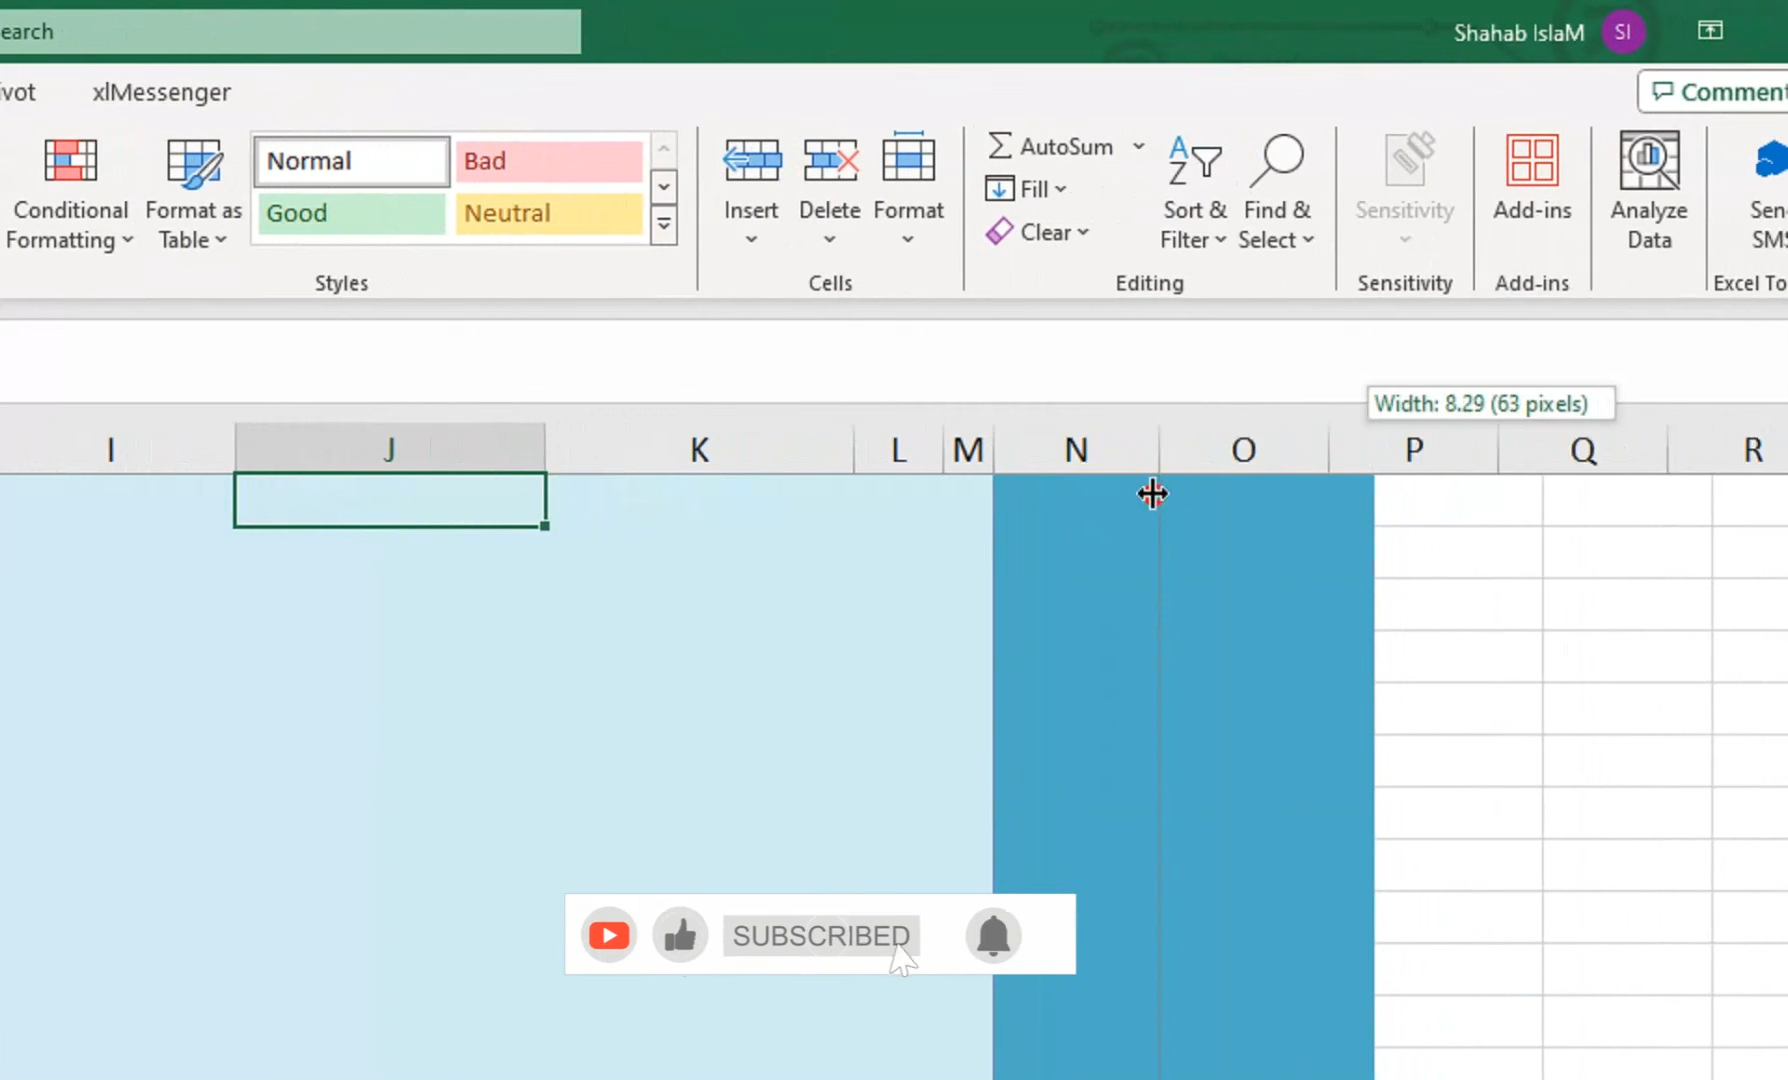 earch
Shahab IslaM
SI
ivot
xlMessenger
Comment
Conditional
Formatting
Format as
Table
Normal
Bad
Good
Neutral
Styles
Insert
Delete
Format
Cells
AutoSum
Fill
Clear
Sort &
Filter
Find &
Select
Editing
Sensitivity
Sensitivity
Add-ins
Add-ins
Analyze
Data
Sen
SMS
Excel To
Width: 8.29 (63 pixels)
I J K L M N O P Q R
SUBSCRIBED